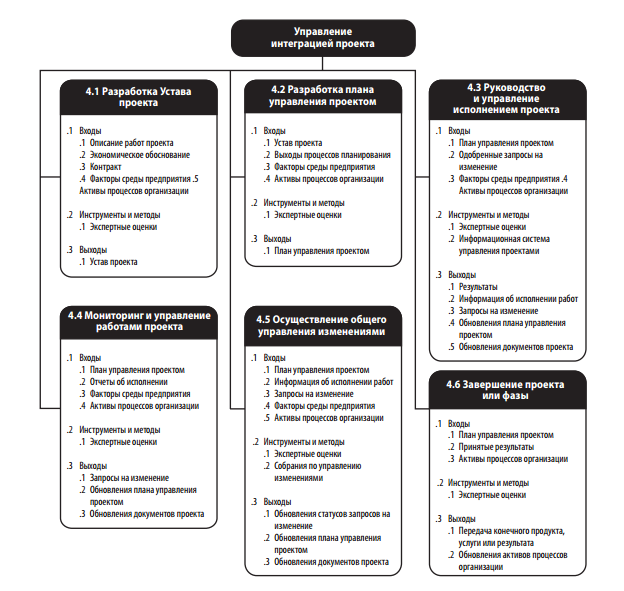 Управление
интеграцией проекта
4.1 Разработка Устава
проекта
.1 Входы
.1 Описание работ проекта
.2 Экономическое обоснование
.3 Контракт
.4 Факторы среды предприятия .5
Активы процессов организации
.2 Инструменты и методы
.1 Экспертные оценки
.3 Выходы
.1 Устав проекта
4.2 Разработка плана
управления проектом
.1 Входы
.1 Устав проекта
.2 Выходы процессов планирования
.3 Факторы среды предприятия
.4 Активы процессов организации
.2 Инструменты и методы
.1 Экспертные оценки
.3 Выходы
.1 План управления проектом
4.3 Руководство
и управление
исполнением проекта
.1 Входы
.1 План управления проектом
.2 Одобренные запросы на
изменение
.3 Факторы среды предприятия .4
Активы процессов организации
.2 Инструменты и методы
.1 Экспертные оценки
.2 Информационная система
управления проектами
.3 Выходы
.1 Результаты
.2 Информация об исполнении работ
.3 Запросы на изменение
.4 Обновления плана управления
проектом
.5 Обновления документов проекта
4.4 Мониторинг и управление
работами проекта
.1 Входы
.1 План управления проектом
.2 Отчеты об исполнении
.3 Факторы среды предприятия
.4 Активы процессов организации
.2 Инструменты и методы
.1 Экспертные оценки
.3 Выходы
.1 Запросы на изменение
.2 Обновления плана управления
проектом
.3 Обновления документов проекта
4.5 Осуществление общего
управления изменениями
.1 Входы
.1 План управления проектом
.2 Информация об исполнении работ
.3 Запросы на изменение
.4 Факторы среды предприятия
.5 Активы процессов организации
.2 Инструменты и методы
.1 Экспертные оценки
.2 Собрания по управлению
изменениями
.3 Выходы
.1 Обновления статусов запросов на
изменение
.2 Обновления плана управления
проектом
.3 Обновления документов проекта
4.6 Завершение проекта
или фазы
.1 Входы
.1 План управления проектом
.2 Принятые результаты
.3 Активы процессов организации
.2 Инструменты и методы
.1 Экспертные оценки
.3 Выходы
.1 Передача конечного продукта,
услуги или результата
.2 Обновления активов процессов
организации